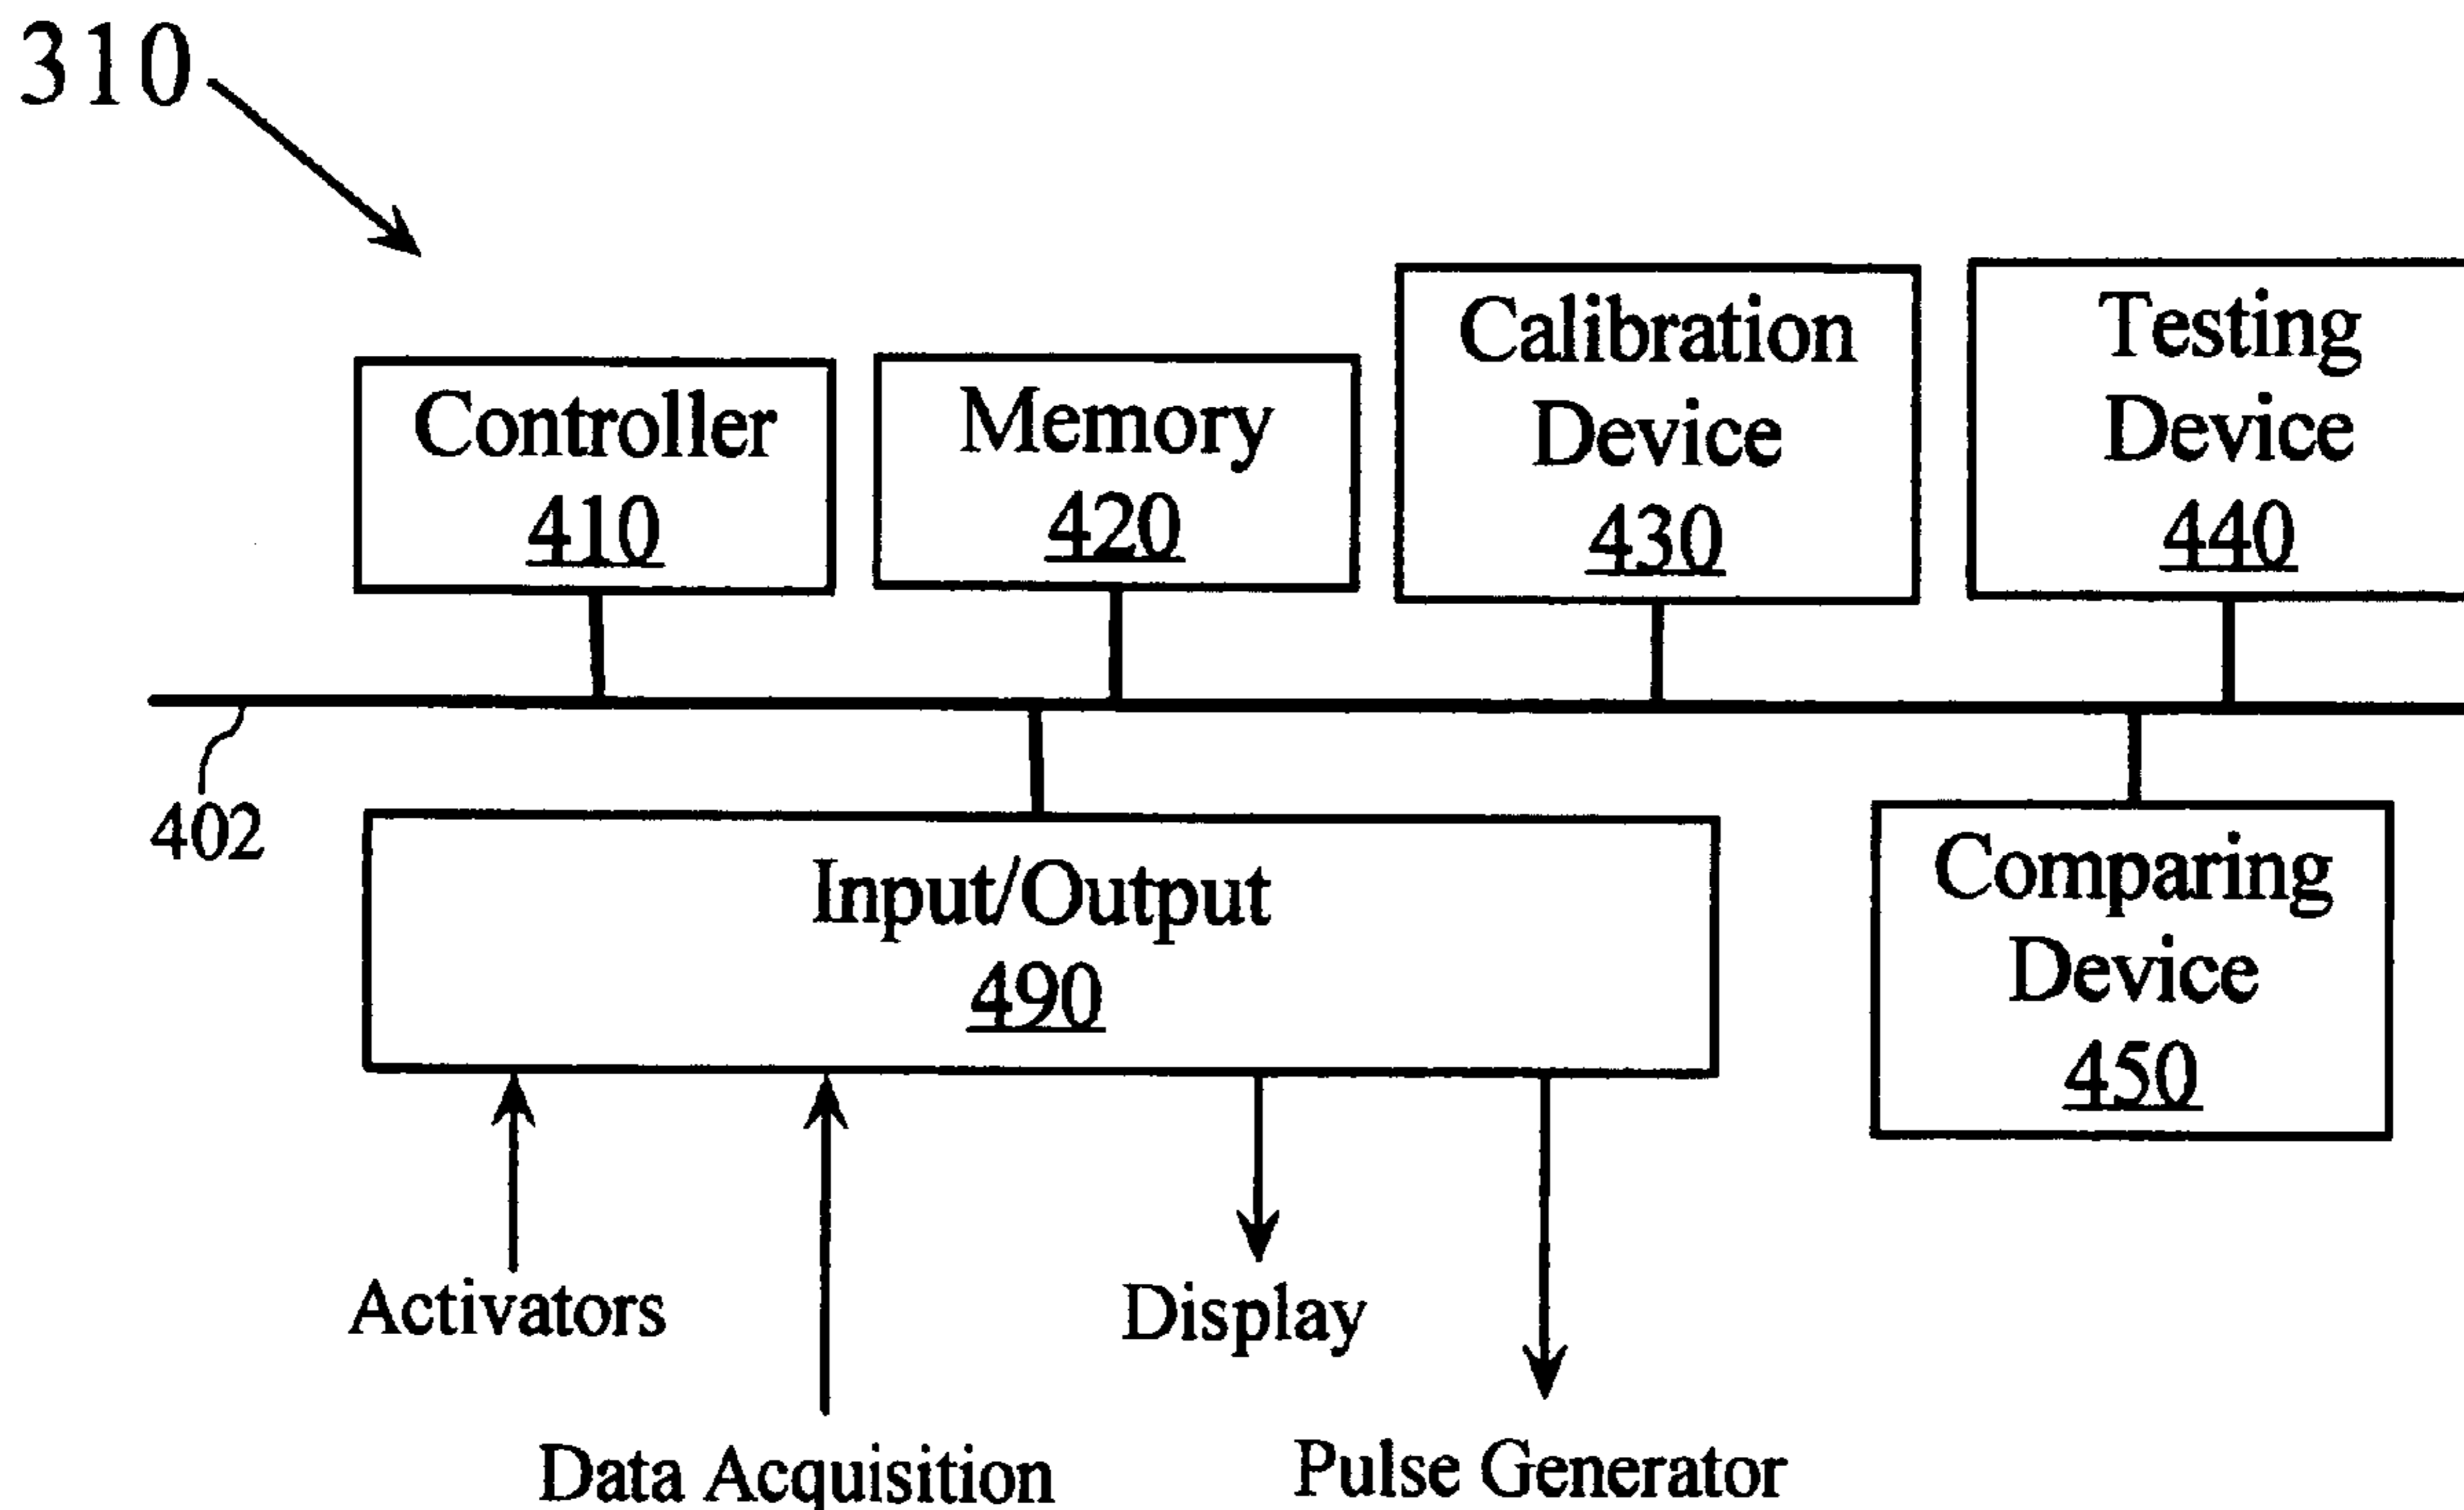 310
Controller
410
Memory
420
Calibration
Device
430
Testing
Device
440
402
Input/Output
490
Comparing
Device
450
Activators
Display
Data Acquisition
Pulse Generator